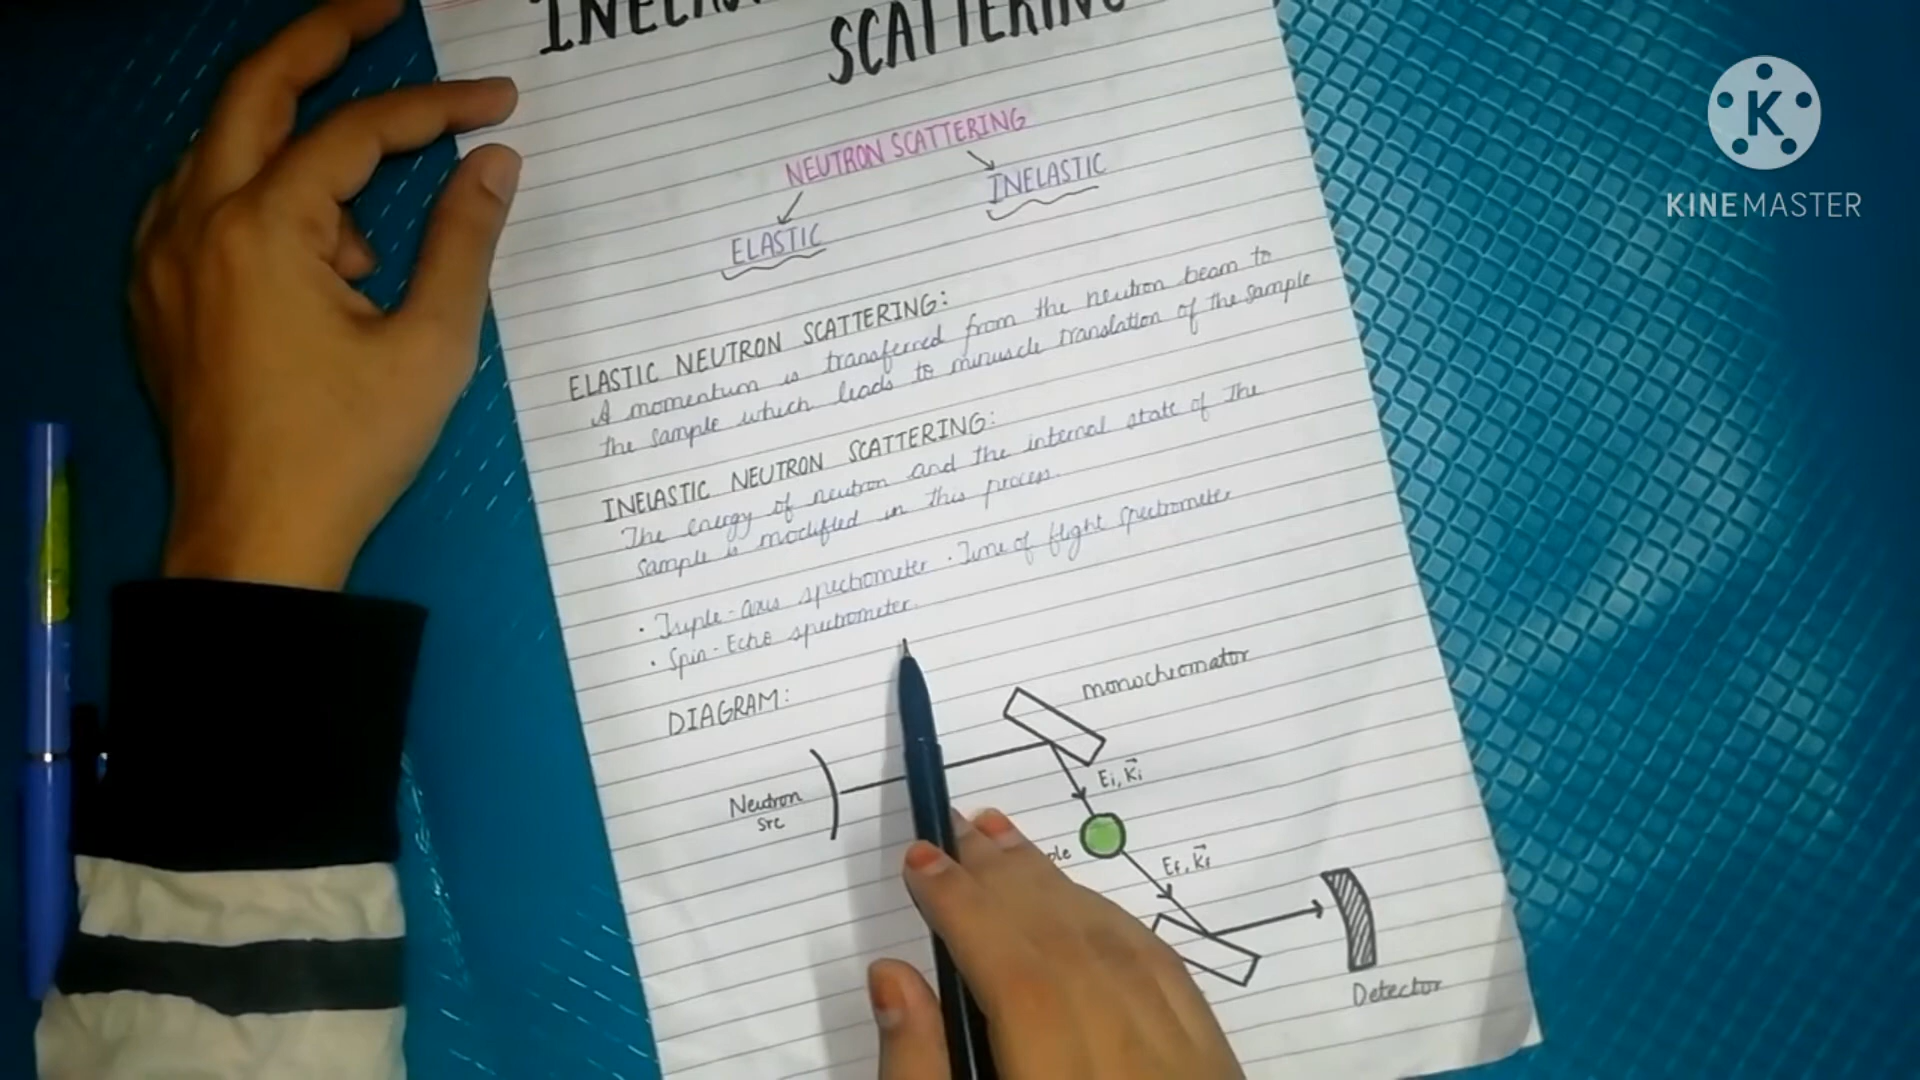 SCATTERING
NEUTRON SCATTERING
ELASTIC
INELASTIC
ELASTIC NEUTRON SCATTERING:
A momentum is transferred from the neutron beam to
the sample which leads to minuscle translation of the sample
INELASTIC NEUTRON SCATTERING:
The energy of neutron and the internal state of the
sample is modified in this process.
· Triple-axis spectrometer · Time of flight spectrometer
· Spin-Echo spectrometer.
DIAGRAM:
monochromator
Neutron
src
Ei, k⃗i
Ef, k⃗f
Detector
K
KINEMASTER